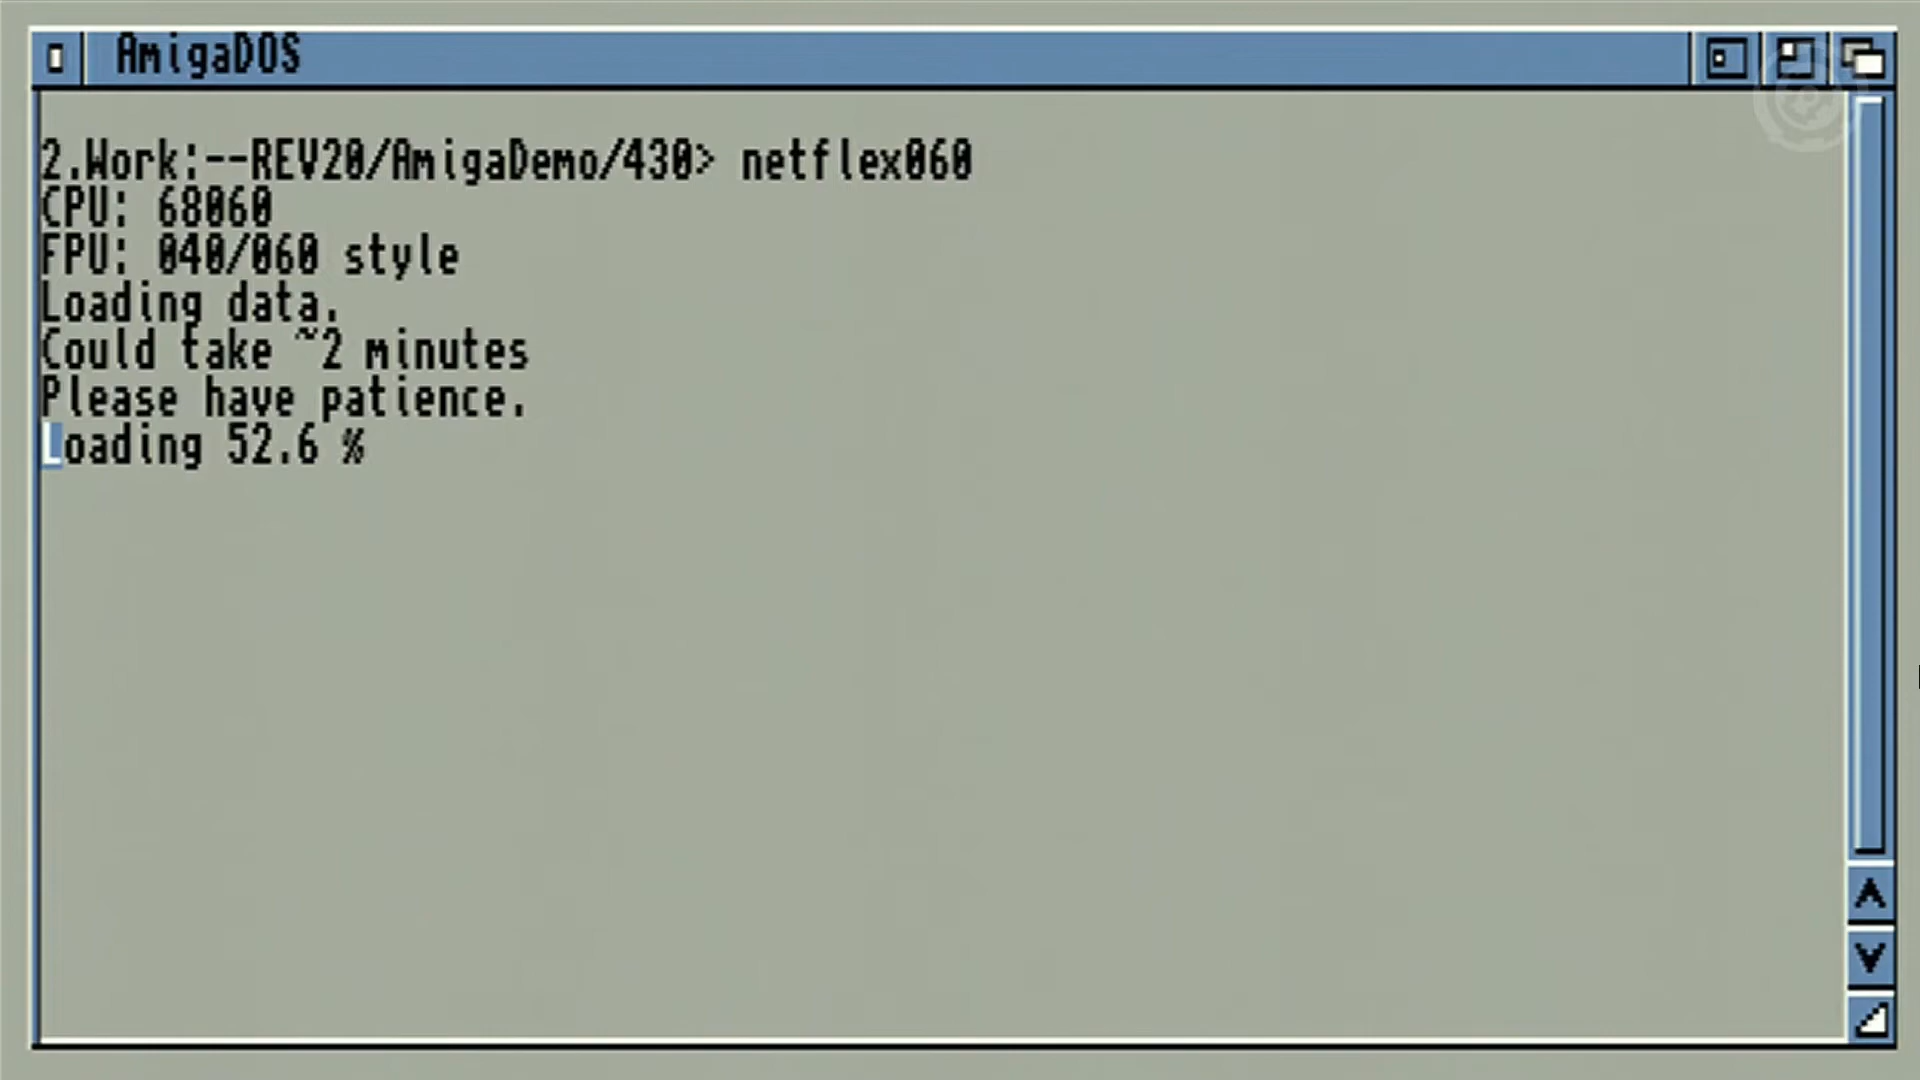 AmigaDOS
2.Work:--REV20/AmigaDemo/430> netflex060
CPU: 68060
FPU: 040/060 style
Loading data.
Could take ~2 minutes
Please have patience.
Loading 52.6 %